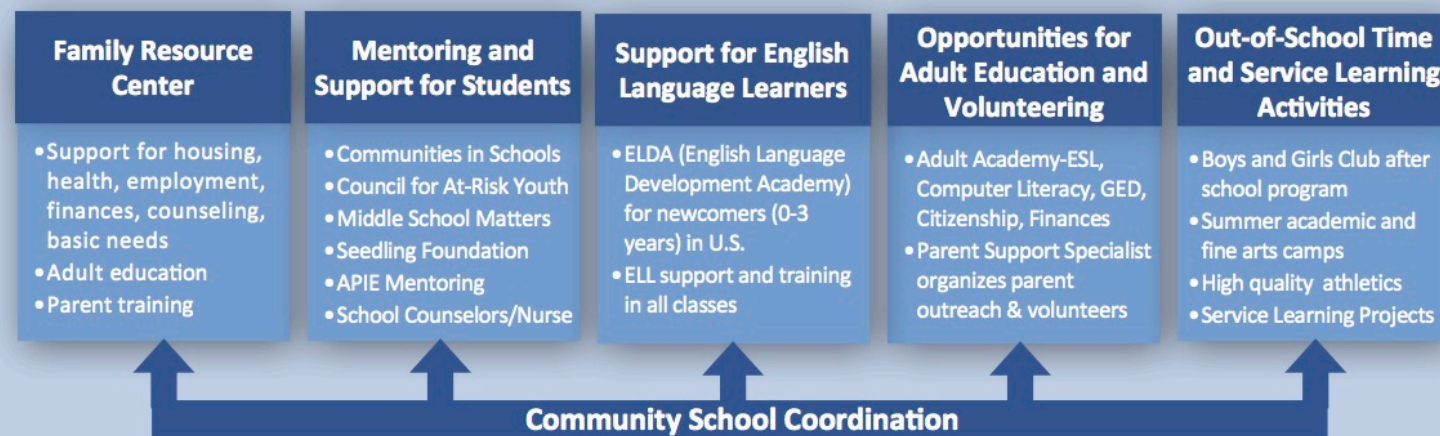 Family Resource
Center
• Support for housing,
health, employment,
finances, counseling,
basic needs
• Adult education
• Parent training
Mentoring and
Support for Students
• Communities in Schools
• Council for At-Risk Youth
• Middle School Matters
• Seedling Foundation
• APIE Mentoring
• School Counselors/Nurse
Support for English
Language Learners
• ELDA (English Language
Development Academy)
for newcomers (0-3
years) in U.S.
• ELL support and training
in all classes
Opportunities for
Adult Education and
Volunteering
• Adult Academy-ESL,
Computer Literacy, GED,
Citizenship, Finances
• Parent Support Specialist
organizes parent
outreach & volunteers
Out-of-School Time
and Service Learning
Activities
• Boys and Girls Club after
school program
• Summer academic and
fine arts camps
• High quality athletics
• Service Learning Projects
Community School Coordination